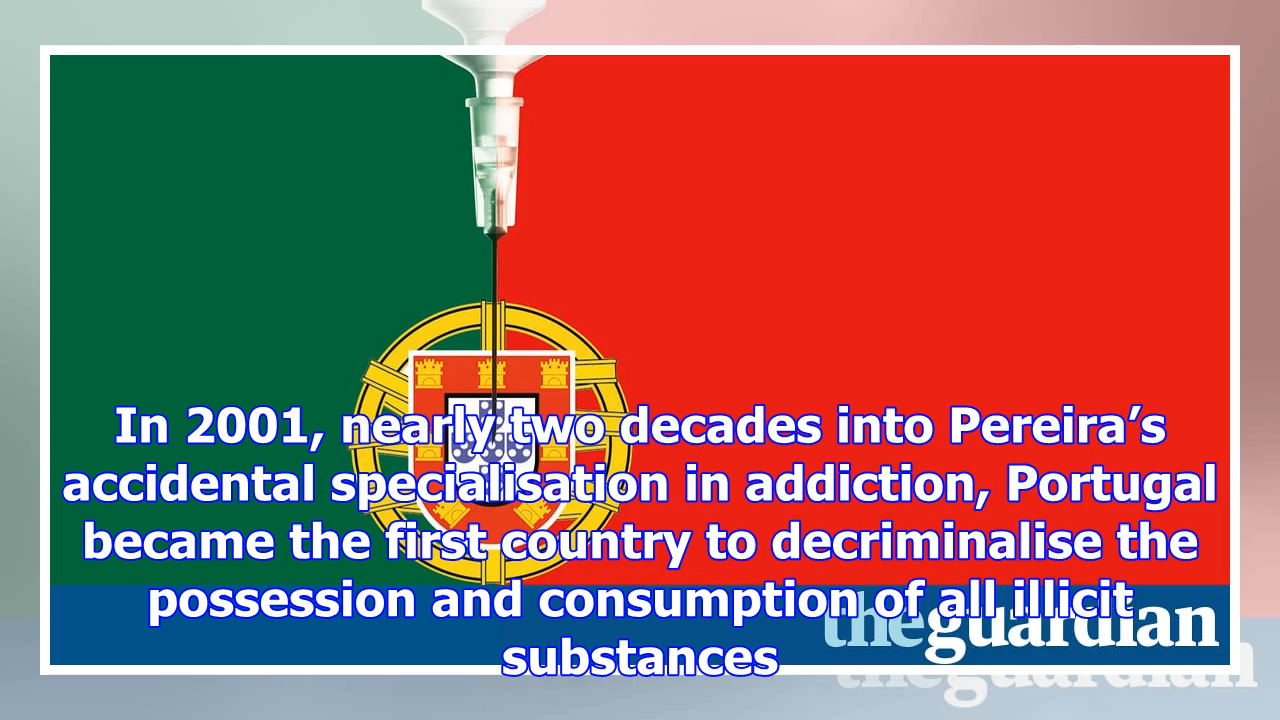 In 2001, nearly two decades into Pereira’s
accidental specialisation in addiction, Portugal
became the first country to decriminalise the
possession and consumption of all illicit
substances
theguardian
theguardian